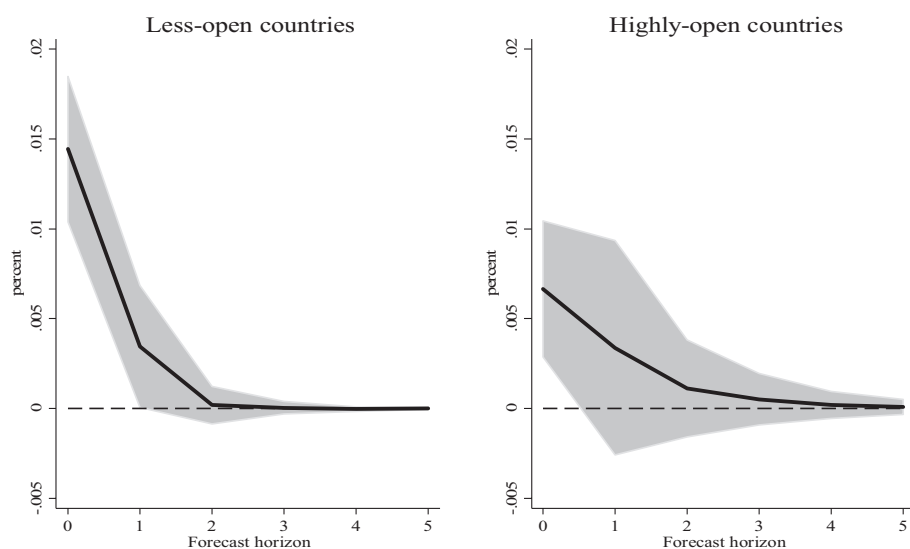 Less-open countries
.02
.015
.01
.005
0
-.005
percent
0 1 2 3 4 5
Forecast horizon
Highly-open countries
.02
.015
.01
.005
0
-.005
percent
0 1 2 3 4 5
Forecast horizon